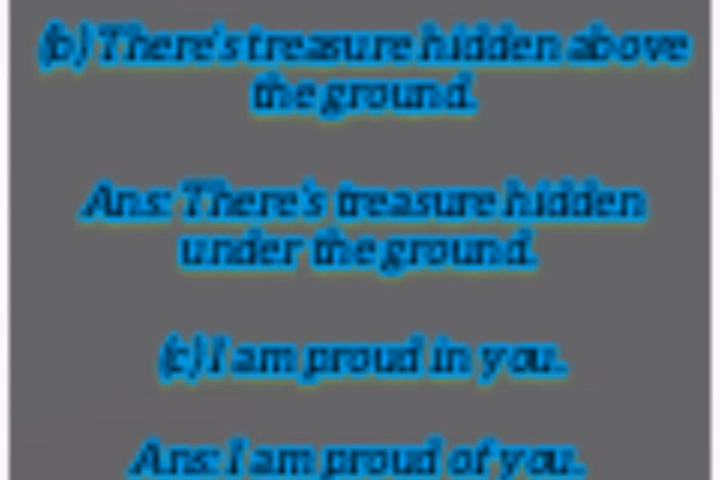 (b) There's treasure hidden above
the ground.
Ans: There's treasure hidden
under the ground.
(c) I am proud in you.
Ans: I am proud of you.